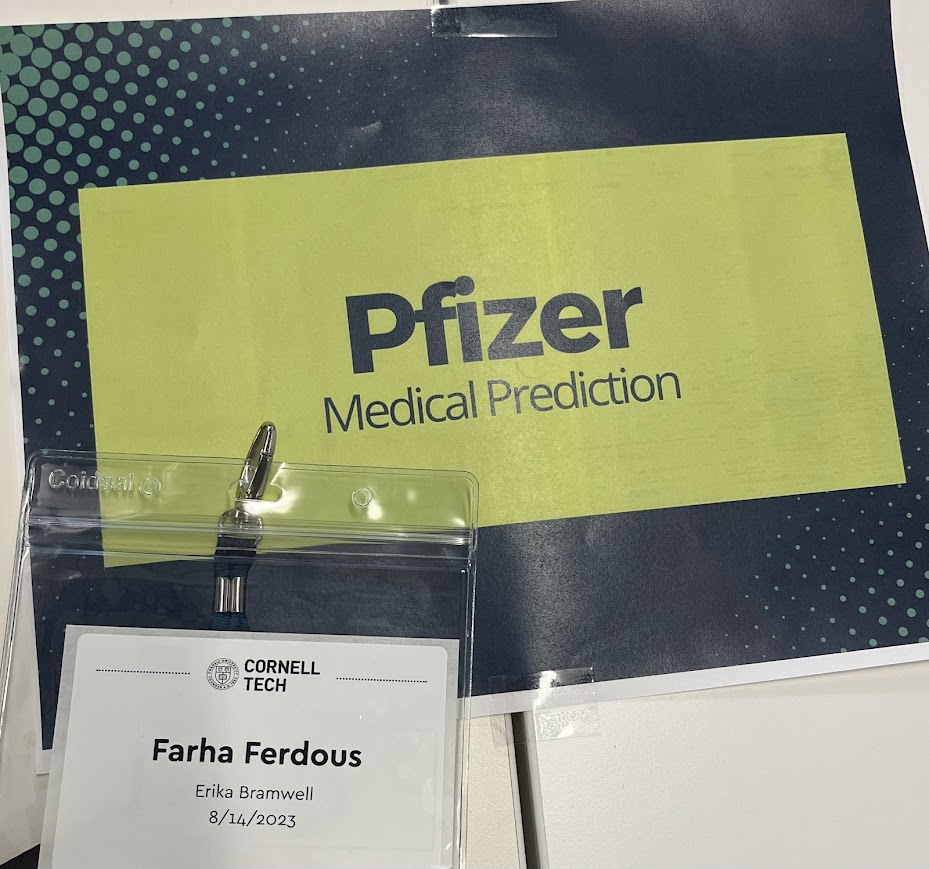 Pfizer
Medical Prediction
CORNELL
TECH
Farha Ferdous
Erika Bramwell
8/14/2023